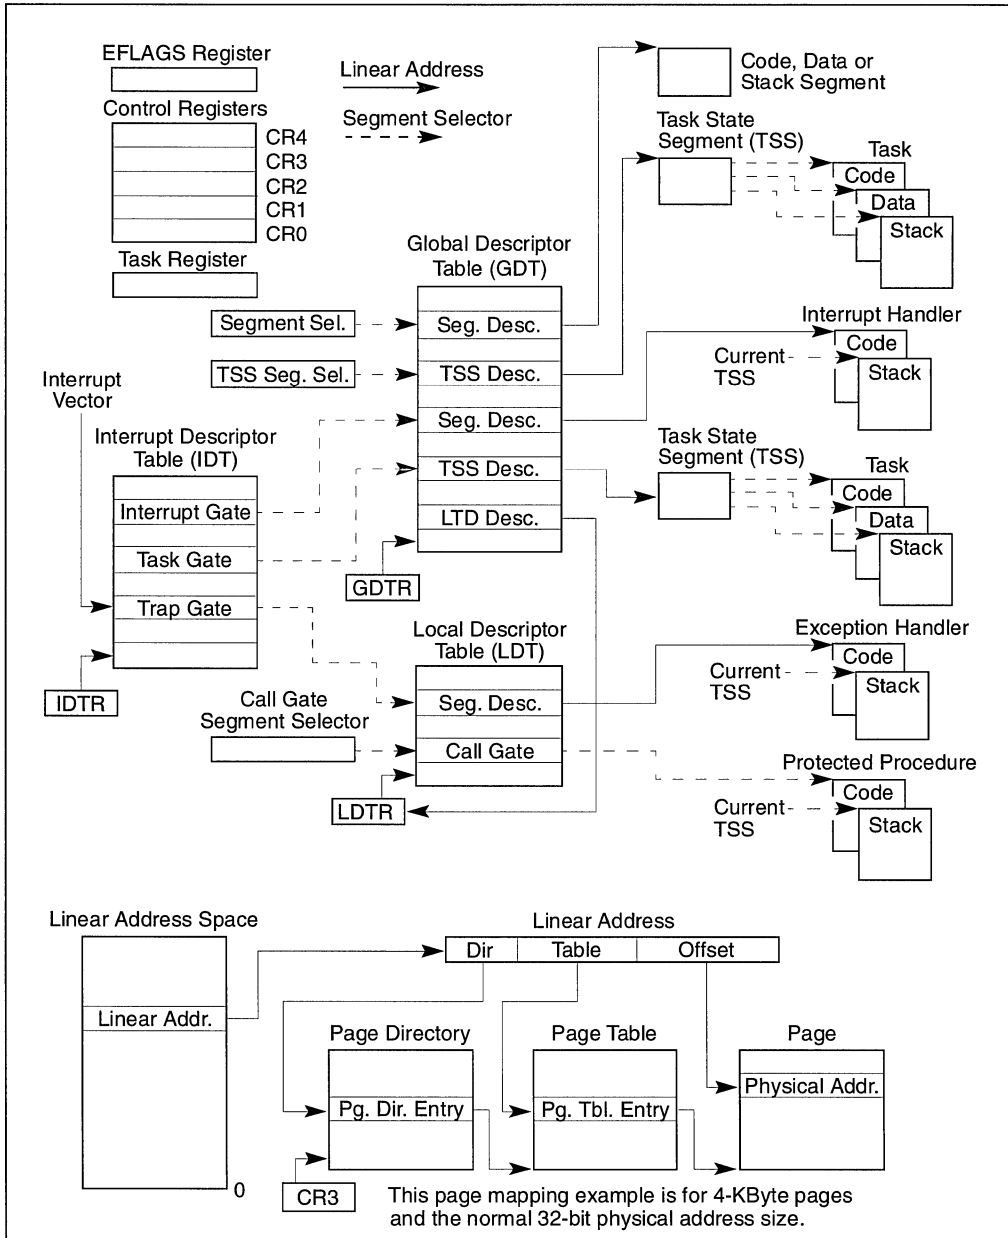 EFLAGS Register
Control Registers
CR4
CR3
CR2
CR1
CR0
Task Register
Linear Address
Segment Selector
Code, Data or
Stack Segment
Task State
Segment (TSS)
Task
Code
Data
Stack
Global Descriptor
Table (GDT)
Segment Sel.
Seg. Desc.
TSS Seg. Sel.
TSS Desc.
Seg. Desc.
TSS Desc.
LTD Desc.
GDTR
Interrupt Handler
Code
Stack
Current
TSS
Interrupt
Vector
Interrupt Descriptor
Table (IDT)
Interrupt Gate
Task Gate
Trap Gate
IDTR
Task State
Segment (TSS)
Task
Code
Data
Stack
Local Descriptor
Table (LDT)
Seg. Desc.
Call Gate
LDTR
Call Gate
Segment Selector
Exception Handler
Code
Stack
Current
TSS
Protected Procedure
Code
Stack
Current
TSS
Linear Address Space
Linear Addr.
0
Linear Address
Dir
Table
Offset
Page Directory
Pg. Dir. Entry
CR3
Page Table
Pg. Tbl. Entry
Page
Physical Addr.
This page mapping example is for 4-KByte pages
and the normal 32-bit physical address size.